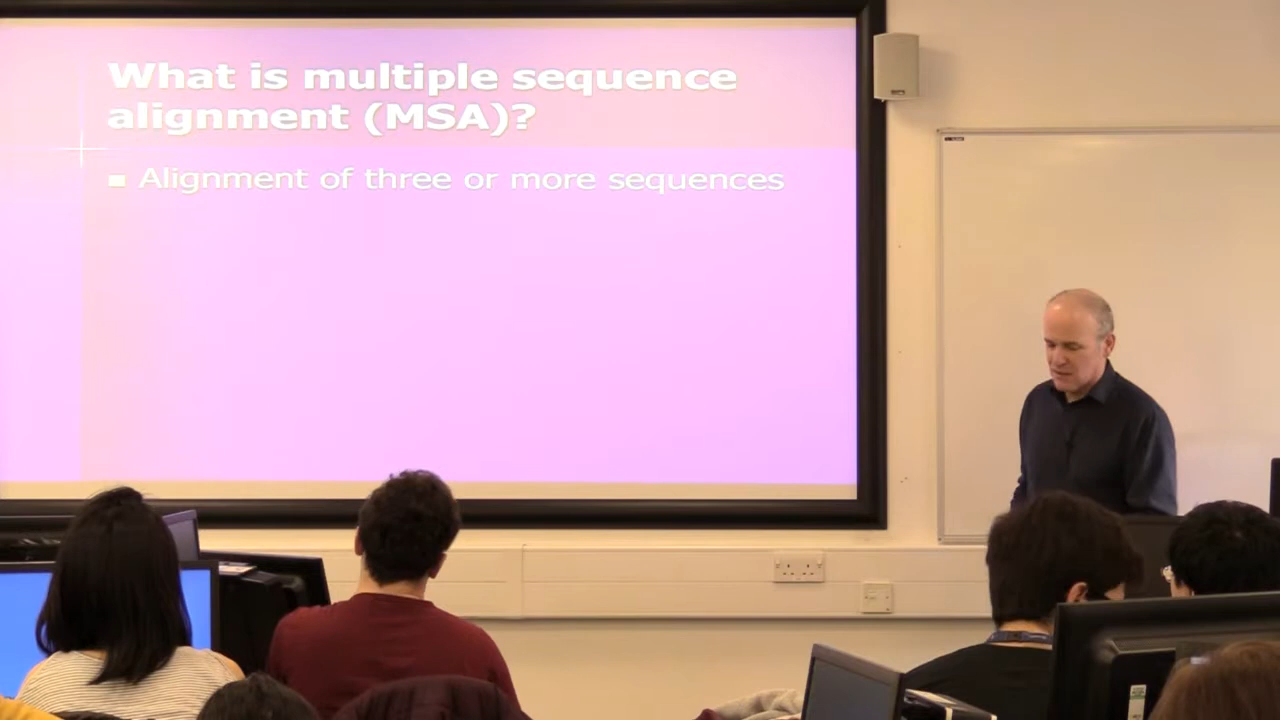 What is multiple sequence
alignment (MSA)?
Alignment of three or more sequences